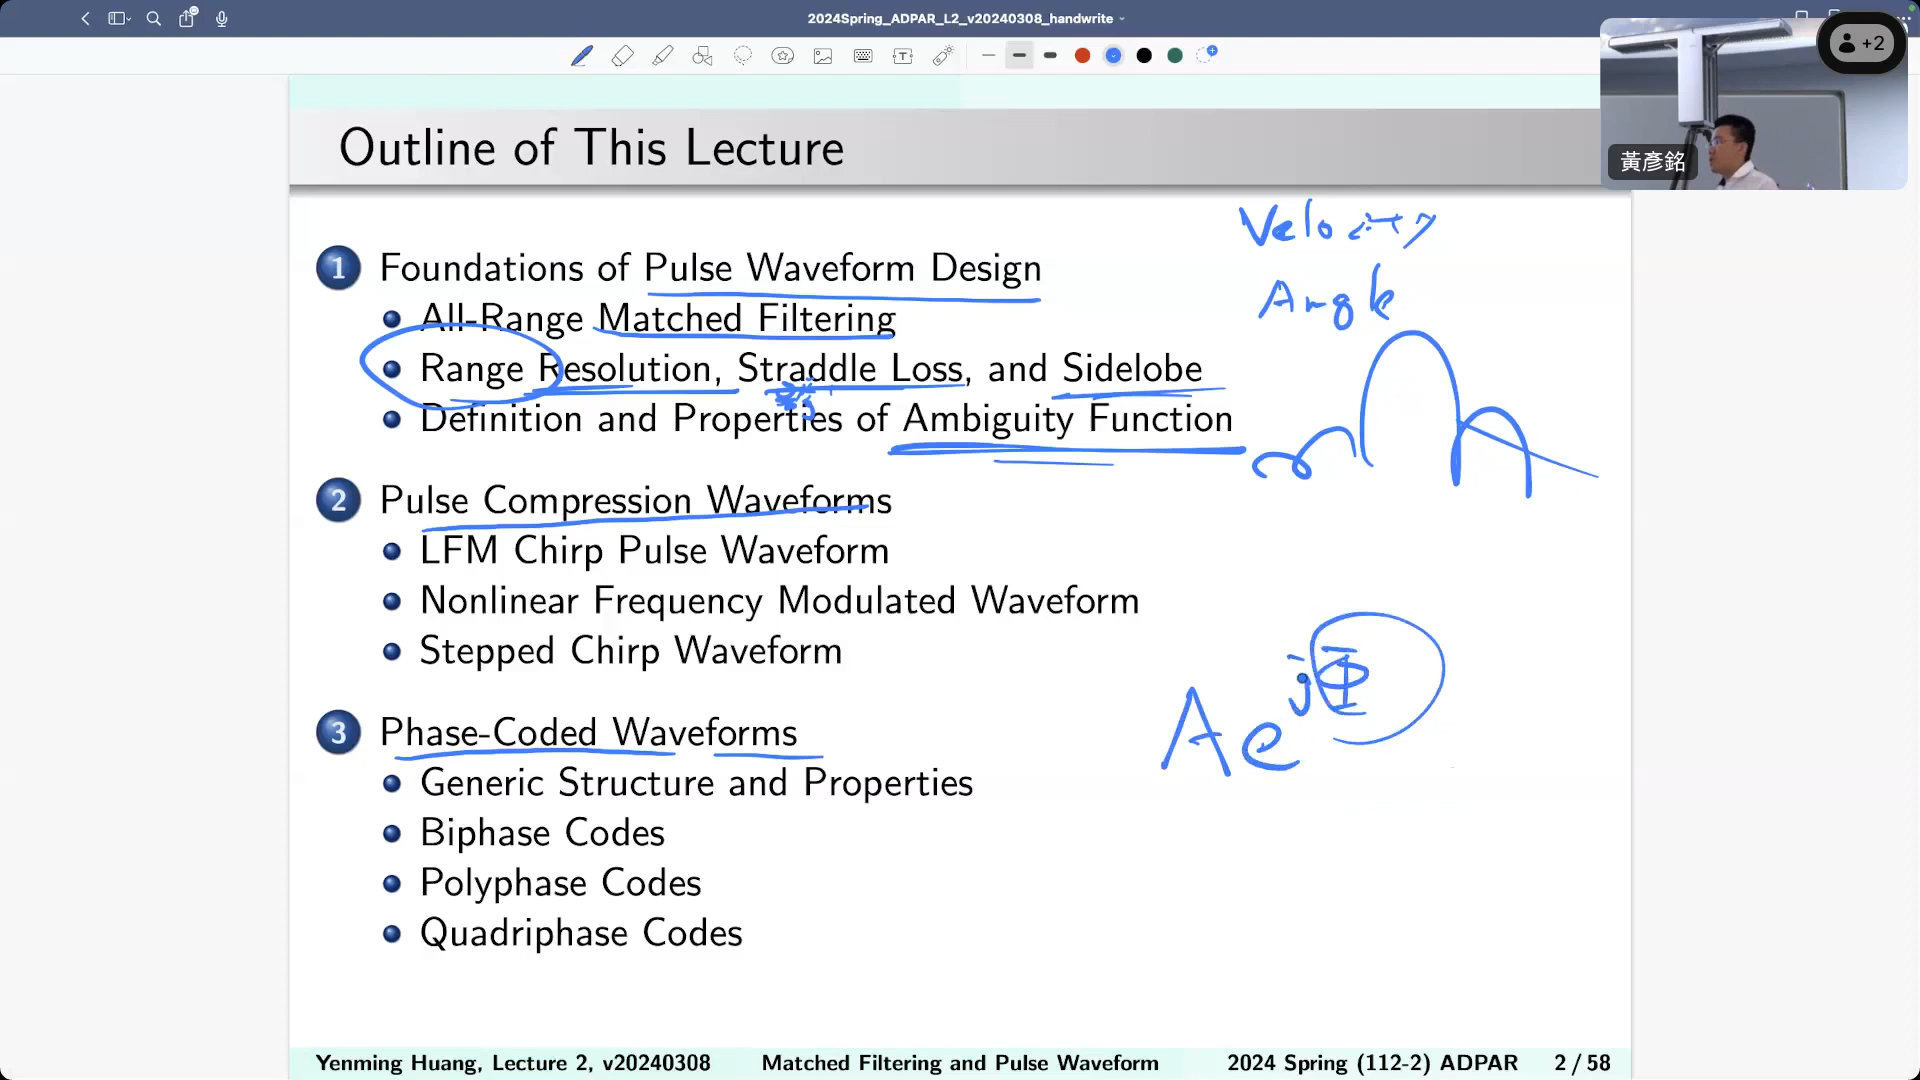 2024Spring_ADPAR_L2_v20240308_handwrite
+2
黃彥銘
Outline of This Lecture
Velocity
Angle
1 Foundations of Pulse Waveform Design
All-Range Matched Filtering
Range Resolution, Straddle Loss, and Sidelobe
Definition and Properties of Ambiguity Function
2 Pulse Compression Waveforms
LFM Chirp Pulse Waveform
Nonlinear Frequency Modulated Waveform
Stepped Chirp Waveform
A e^{jΦ}
3 Phase-Coded Waveforms
Generic Structure and Properties
Biphase Codes
Polyphase Codes
Quadriphase Codes
Yenming Huang, Lecture 2, v20240308 Matched Filtering and Pulse Waveform 2024 Spring (112-2) ADPAR 2 / 58